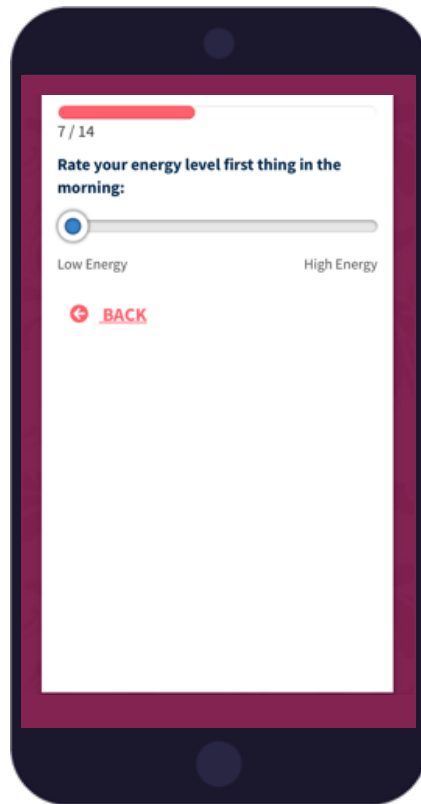 7 / 14
Rate your energy level first thing in the
morning:
Low Energy High Energy
BACK